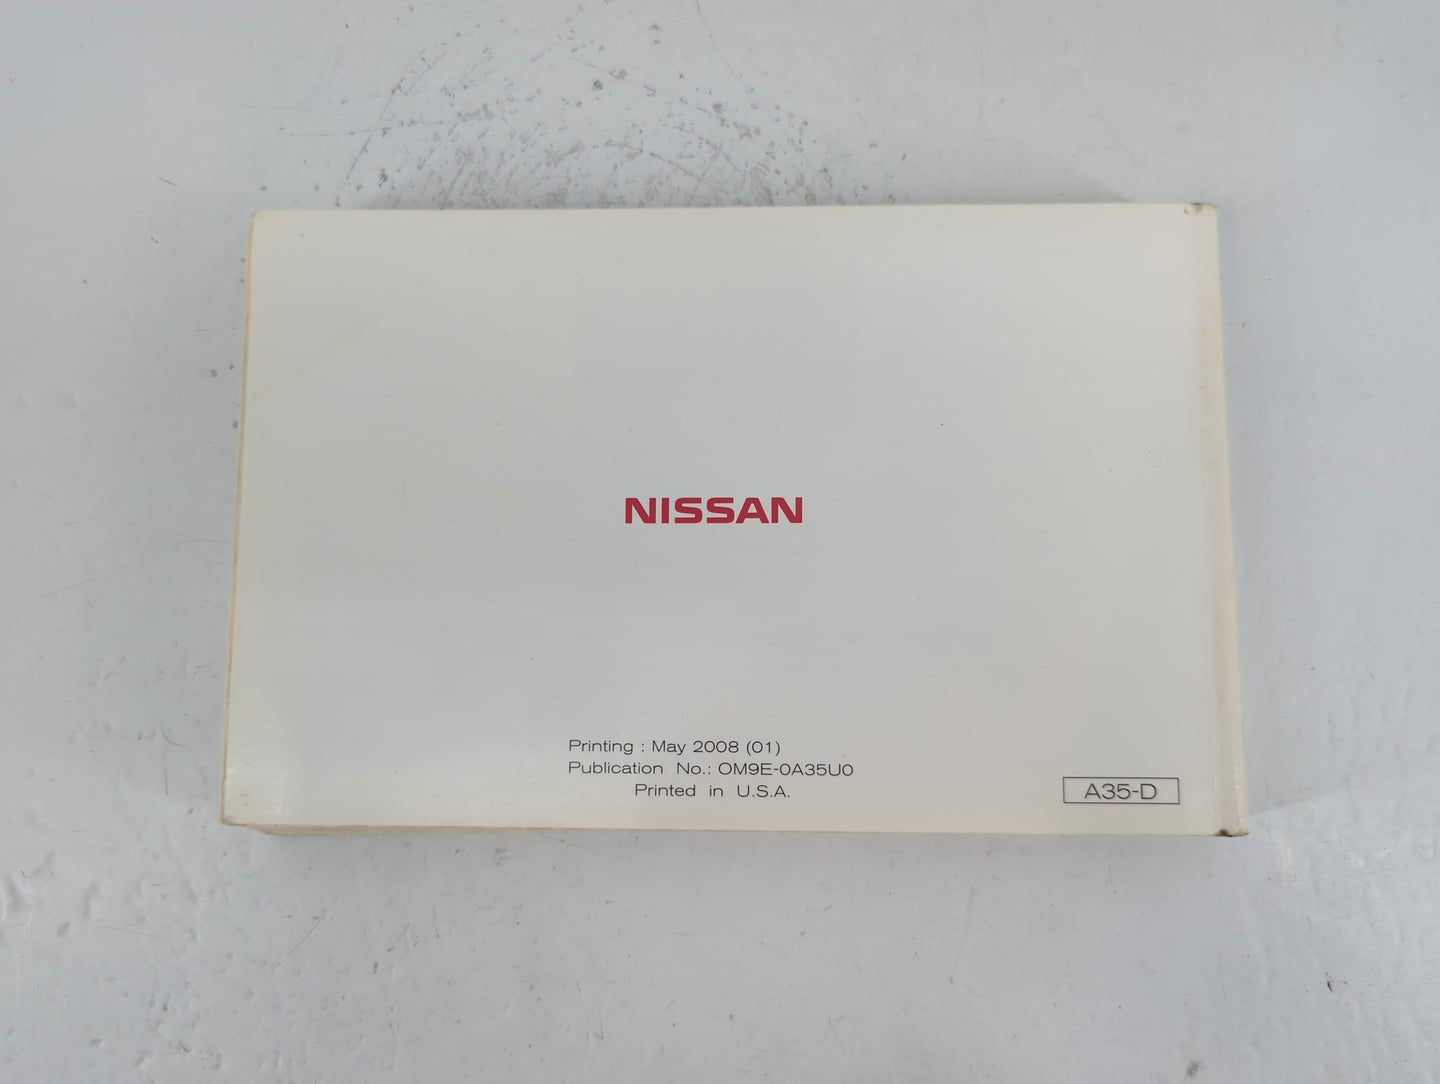 NISSAN
Printing : May 2008 (01)
Publication No.: OM9E-0A35U0
Printed in U.S.A.
A35-D